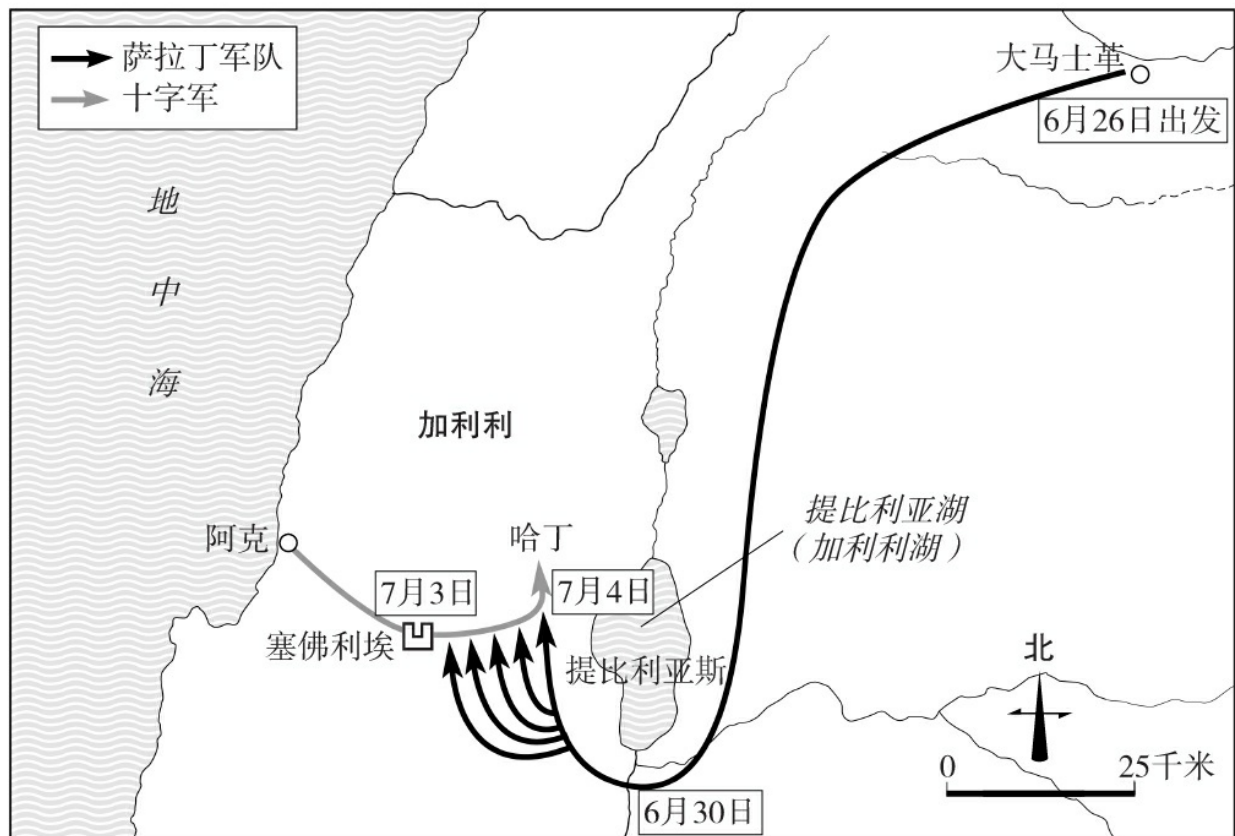 萨拉丁军队
十字军
大马士革
6月26日出发
地
中
海
加利利
提比利亚湖
（加利利湖）
阿克
哈丁
7月3日
7月4日
塞佛利埃
提比利亚斯
北
0
25千米
6月30日